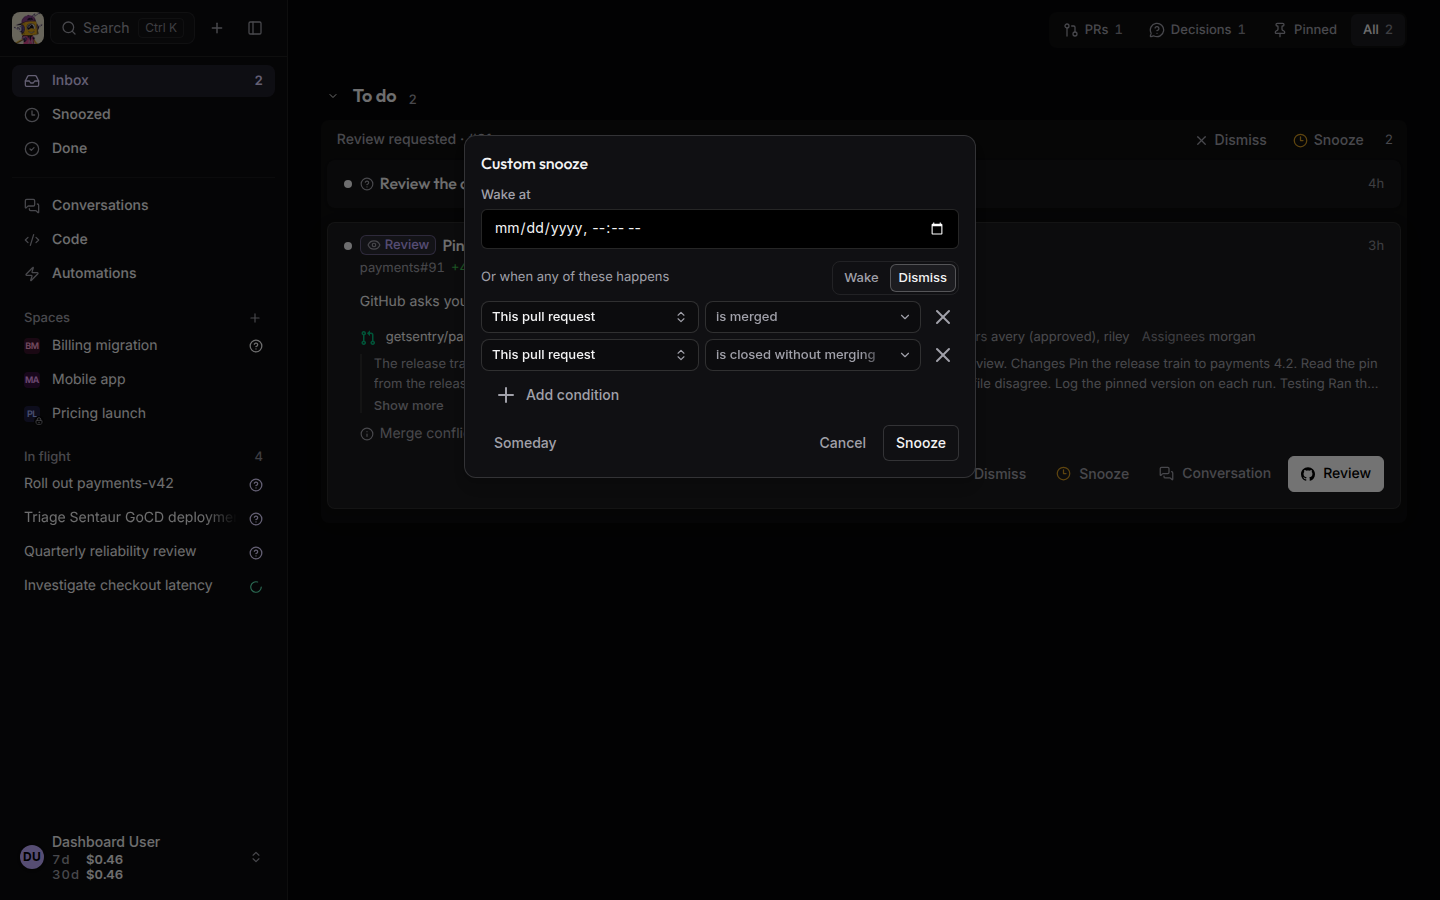 Search Ctrl K
Inbox 2
Snoozed
Done
Conversations
Code
Automations
Spaces
BM Billing migration
MA Mobile app
PL Pricing launch
In flight 4
Roll out payments-v42
Triage Sentaur GoCD deployme
Quarterly reliability review
Investigate checkout latency
DU Dashboard User
7d $0.46
30d $0.46
PRs 1 Decisions 1 Pinned All 2
To do 2
Review requested · Dismiss Snooze 2
Review the 4h
Review Pin 3h
payments#91
GitHub asks you
getsentry/pa avery (approved), riley Assignees morgan
The release tra view. Changes Pin the release train to payments 4.2. Read the pin
from the releas disagree. Log the pinned version on each run. Testing Ran th...
Show more
Merge confli
Dismiss Snooze Conversation Review
Custom snooze
Wake at
mm/dd/yyyy, --:-- --
Or when any of these happens Wake Dismiss
This pull request is merged
This pull request is closed without merging
Add condition
Someday Cancel Snooze